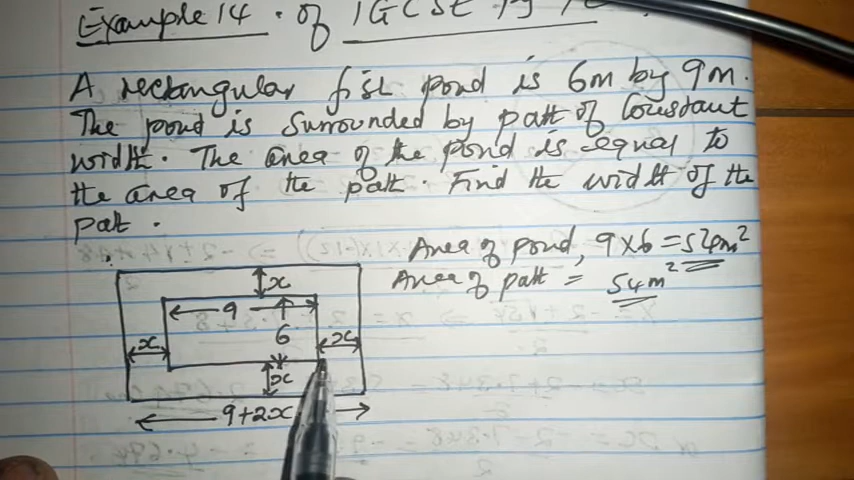 Example 14 . of IGCSE
A rectangular fish pond is 6m by 9m.
The pond is surrounded by path of constant
width. The area of the pond is equal to
the area of the path. Find the width of the
path.
Area of pond, 9 x 6 = 54m²
Area of path = 54m²
x
9
6
x
x
x
9+2x